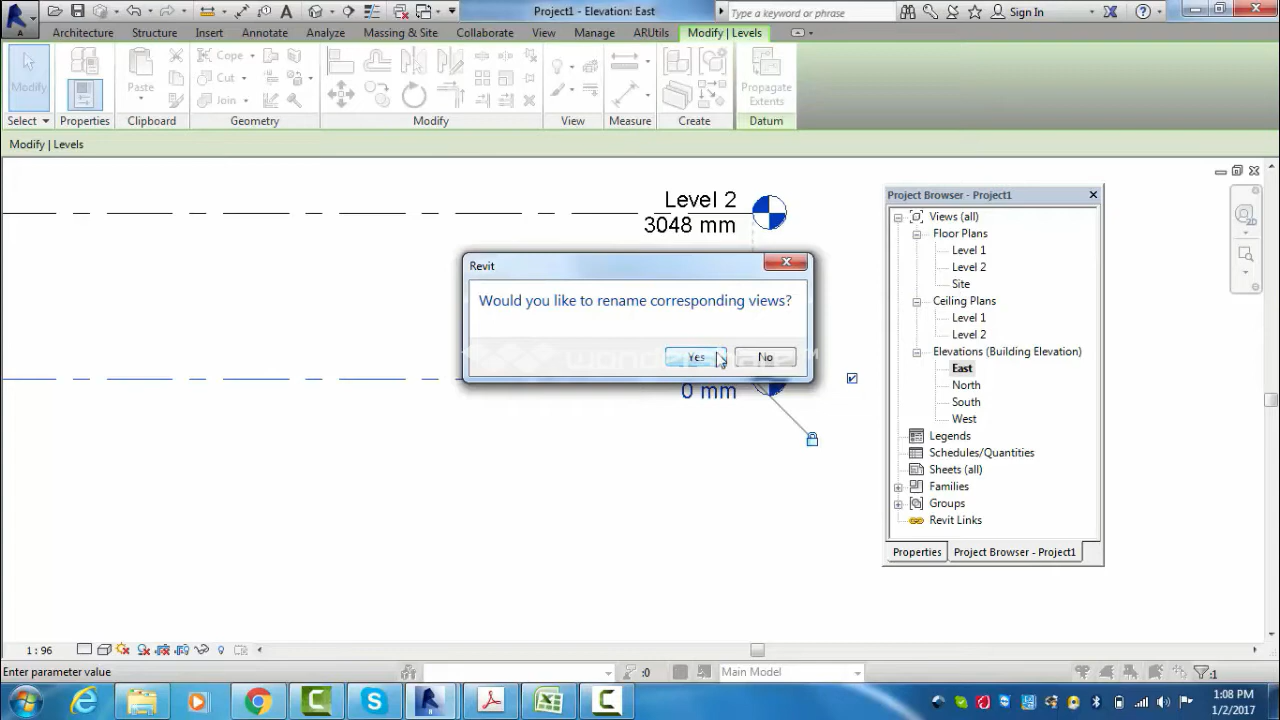 Project1 - Elevation: East
Type a keyword or phrase
Sign In
Architecture Structure Insert Annotate Analyze Massing & Site Collaborate View Manage ARUtils Modify | Levels
Modify Paste Cope Cut Join Propagate Extents
Select Properties Clipboard Geometry Modify View Measure Create Datum
Modify | Levels
Level 2
3048 mm
Revit
Would you like to rename corresponding views?
Yes No
0 mm
Project Browser - Project1
Views (all)
Floor Plans
Level 1
Level 2
Site
Ceiling Plans
Level 1
Level 2
Elevations (Building Elevation)
East
North
South
West
Legends
Schedules/Quantities
Sheets (all)
Families
Groups
Revit Links
Properties Project Browser - Project1
1 : 96
Enter parameter value :0 Main Model :1
1:08 PM
1/2/2017